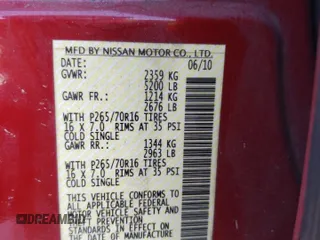 MFD BY NISSAN MOTOR CO., LTD.
06/10
GVWR: 2359 KG
5200 LB
GAWR FR.: 1214 KG
2676 LB
WITH P265/70R16 TIRES
16 X 7.0 RIMS AT 35 PSI
COLD SINGLE
GAWR RR.: 1344 KG
2963 LB
WITH P265/70R16 TIRES
16 X 7.0 RIMS AT 35 PSI
COLD SINGLE
THIS VEHICLE CONFORMS TO
ALL APPLICABLE FEDERAL
MOTOR VEHICLE SAFETY AND
THEFT PREVENTION
STANDARDS IN EFFECT ON
THE DATE OF MANUFACTURE
DREAMBID